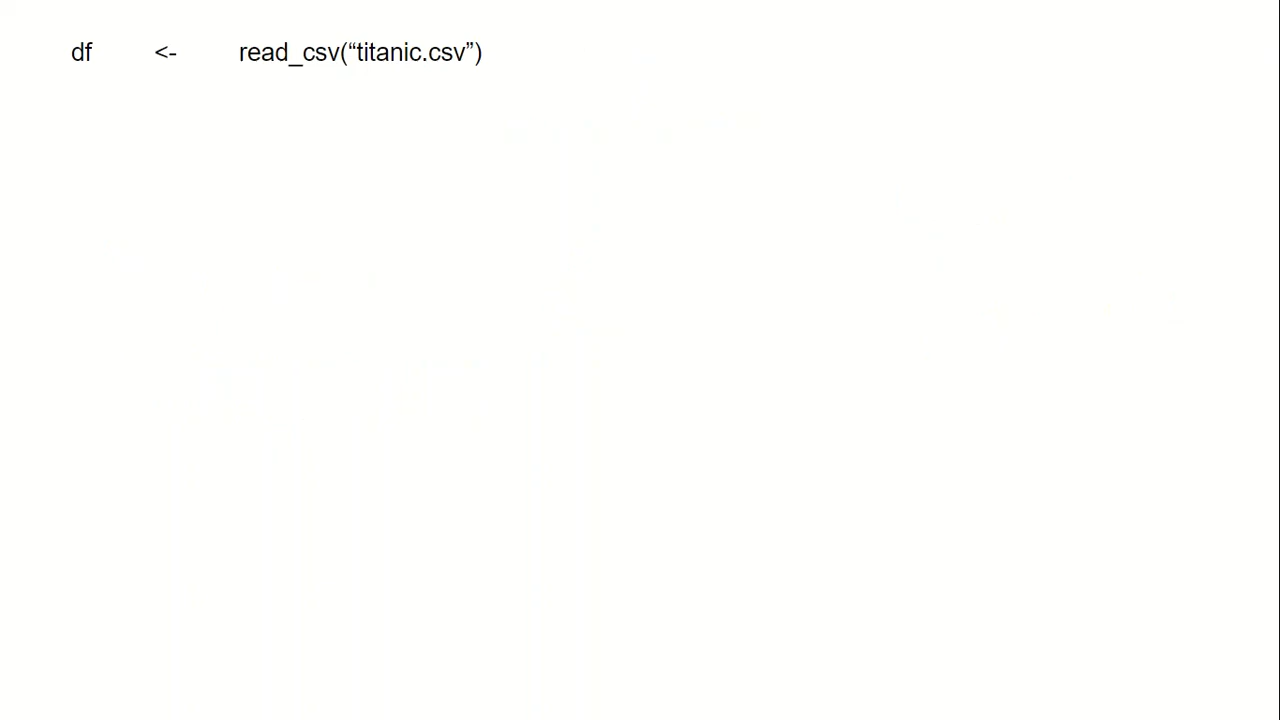 df <- read_csv(“titanic.csv”)